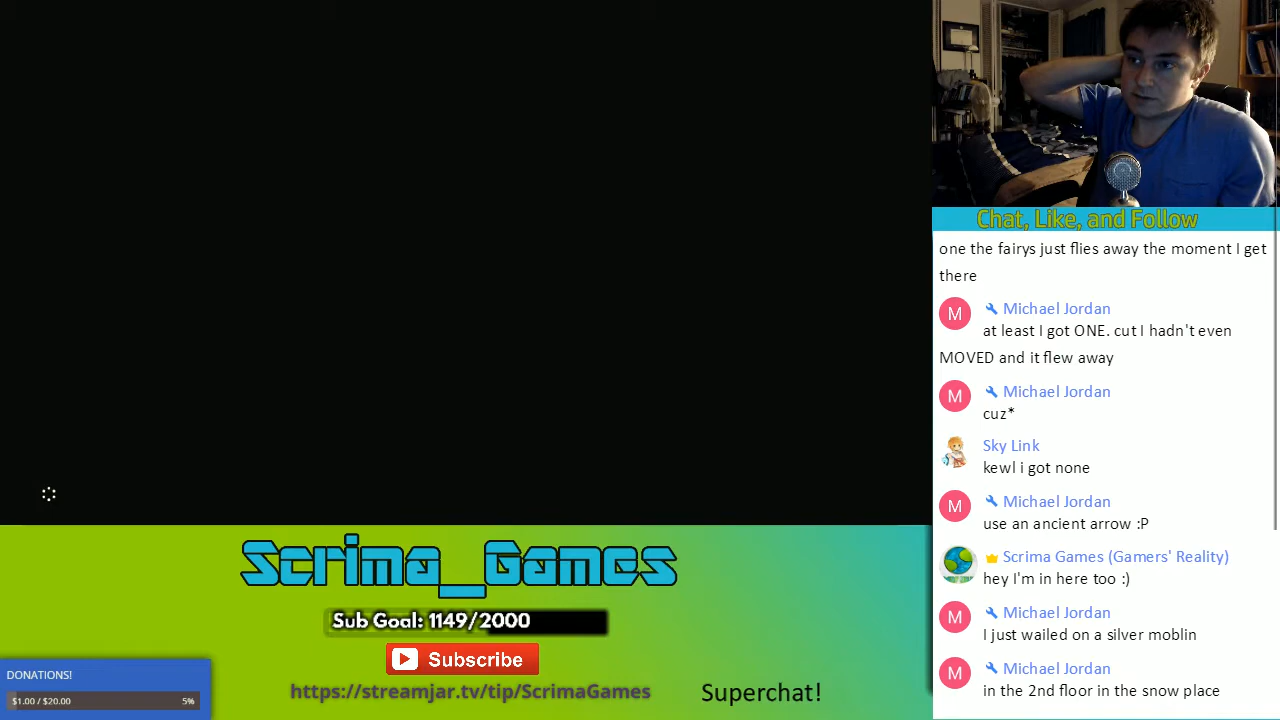 Chat, Like, and Follow
one the fairys just flies away the moment I get
there
M
Michael Jordan
at least I got ONE. cut I hadn't even
MOVED and it flew away
M
Michael Jordan
cuz*
Sky Link
kewl i got none
M
Michael Jordan
use an ancient arrow :P
Scrima Games (Gamers' Reality)
hey I'm in here too :)
M
Michael Jordan
I just wailed on a silver moblin
M
Michael Jordan
in the 2nd floor in the snow place
Scrima_Games
Sub Goal: 1149/2000
Subscribe
https://streamjar.tv/tip/ScrimaGames
Superchat!
DONATIONS!
$1.00 / $20.00
5%